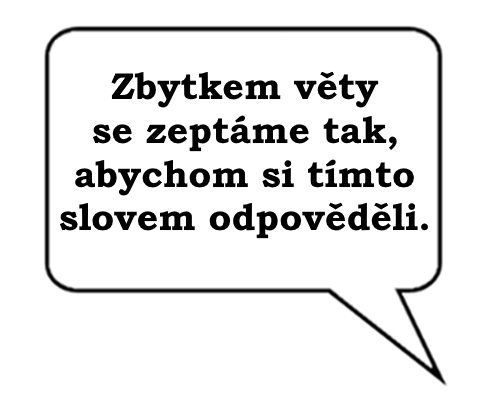 Zbytkem věty
se zeptáme tak,
abychom si tímto
slovem odpověděli.